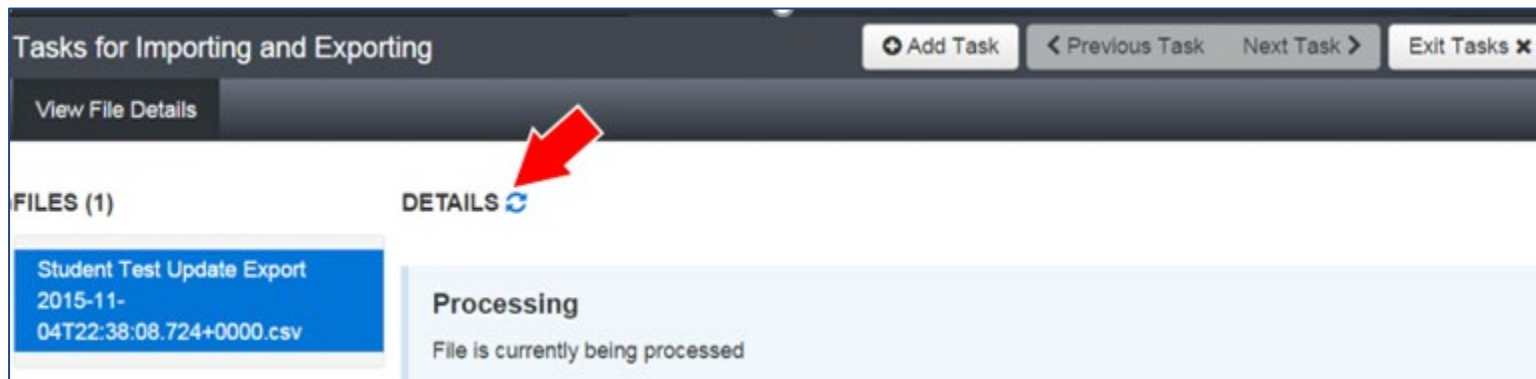 Tasks for Importing and Exporting
Add Task
Previous Task
Next Task
Exit Tasks
View File Details
FILES (1)
DETAILS
Student Test Update Export
2015-11-
04T22:38:08.724+0000.csv
Processing
File is currently being processed